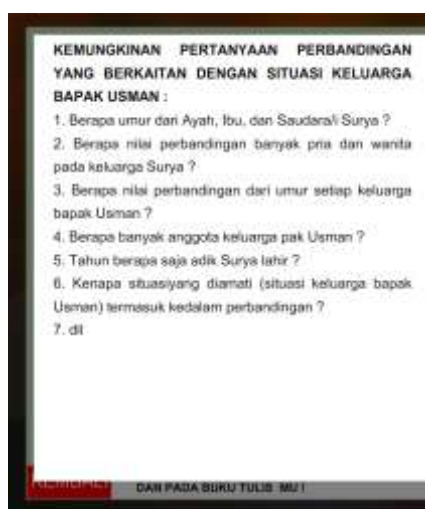 KEMUNGKINAN PERTANYAAN PERBANDINGAN
YANG BERKAITAN DENGAN SITUASI KELUARGA
BAPAK USMAN :
1. Berapa umur dari Ayah, Ibu, dan Saudara/i Surya ?
2. Berapa nilai perbandingan banyak pria dan wanita
pada keluarga Surya ?
3. Berapa nilai perbandingan dari umur setiap keluarga
bapak Usman ?
4. Berapa banyak anggota keluarga pak Usman ?
5. Tahun berapa saja adik Surya lahir ?
6. Kenapa situasiyang diamati (situasi keluarga bapak
Usman) termasuk kedalam perbandingan ?
7. dll
KEMBALI
DAN PADA BUKU TULIS MU !